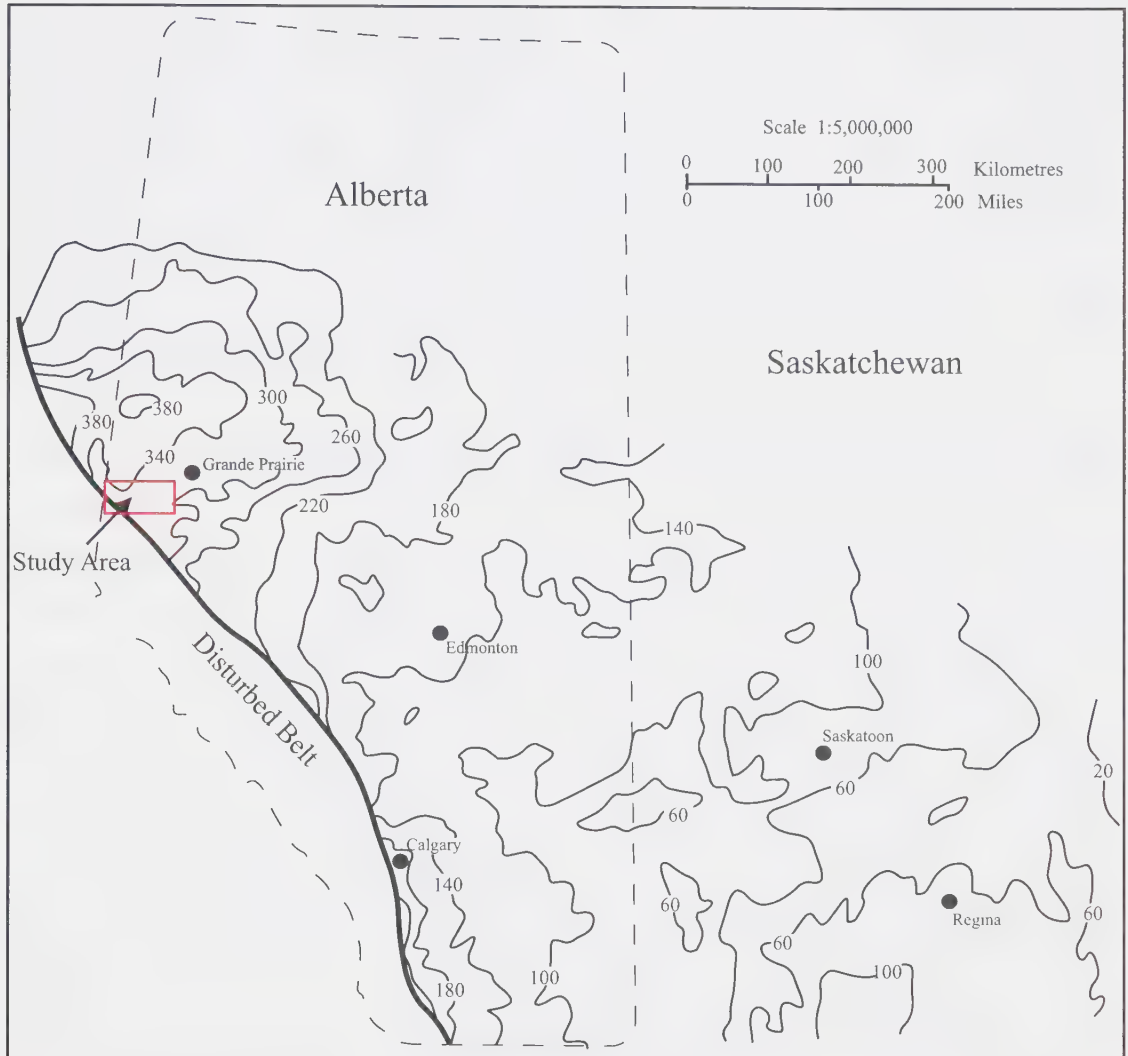 Scale 1:5,000,000
0 100 200 300 Kilometres
0 100 200 Miles
Alberta
Saskatchewan
380
380
300
340
Grande Prairie
260
220
180
140
Study Area
Edmonton
100
Disturbed Belt
Saskatoon
60
20
60
Calgary
140
60
Regina
60
60
100
100
180